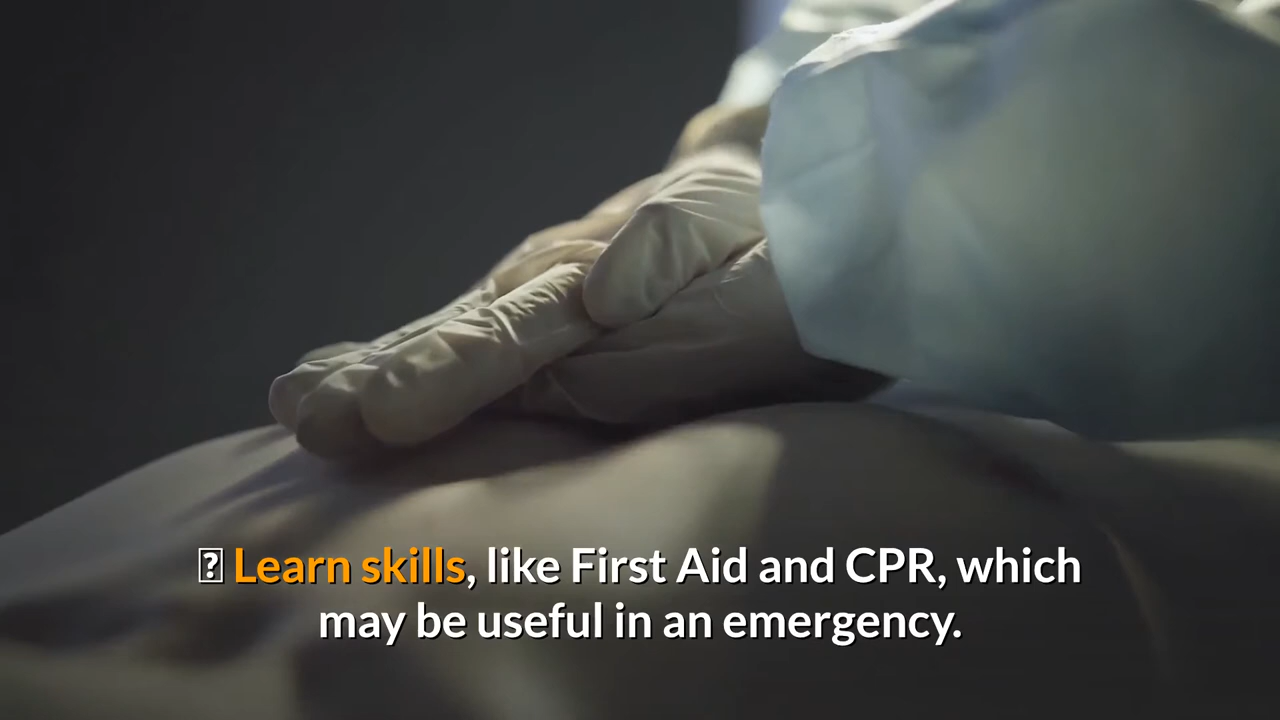 Learn skills, like First Aid and CPR, which
may be useful in an emergency.